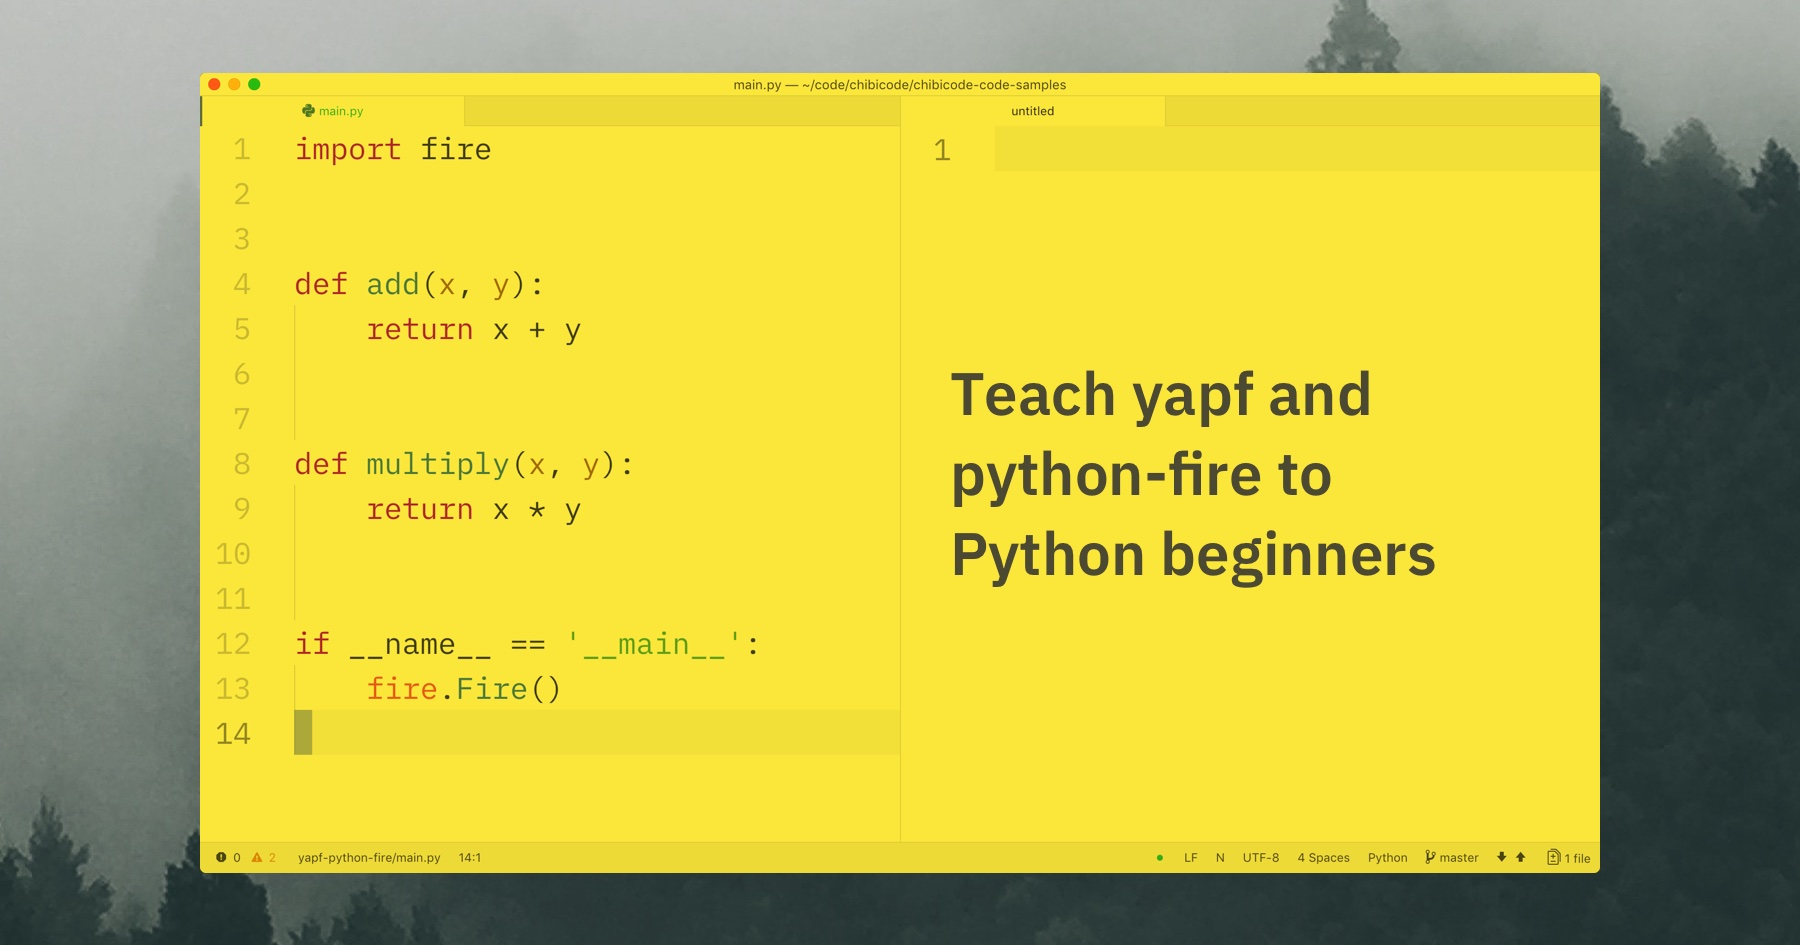 main.py — ~/code/chibicode/chibicode-code-samples
main.py
untitled
1 import fire
2
3
4 def add(x, y):
5     return x + y
6
7
8 def multiply(x, y):
9     return x * y
10
11
12 if __name__ == '__main__':
13     fire.Fire()
14
1
Teach yapf and
python-fire to
Python beginners
0 2 yapf-python-fire/main.py 14:1 LF N UTF-8 4 Spaces Python master 1 file